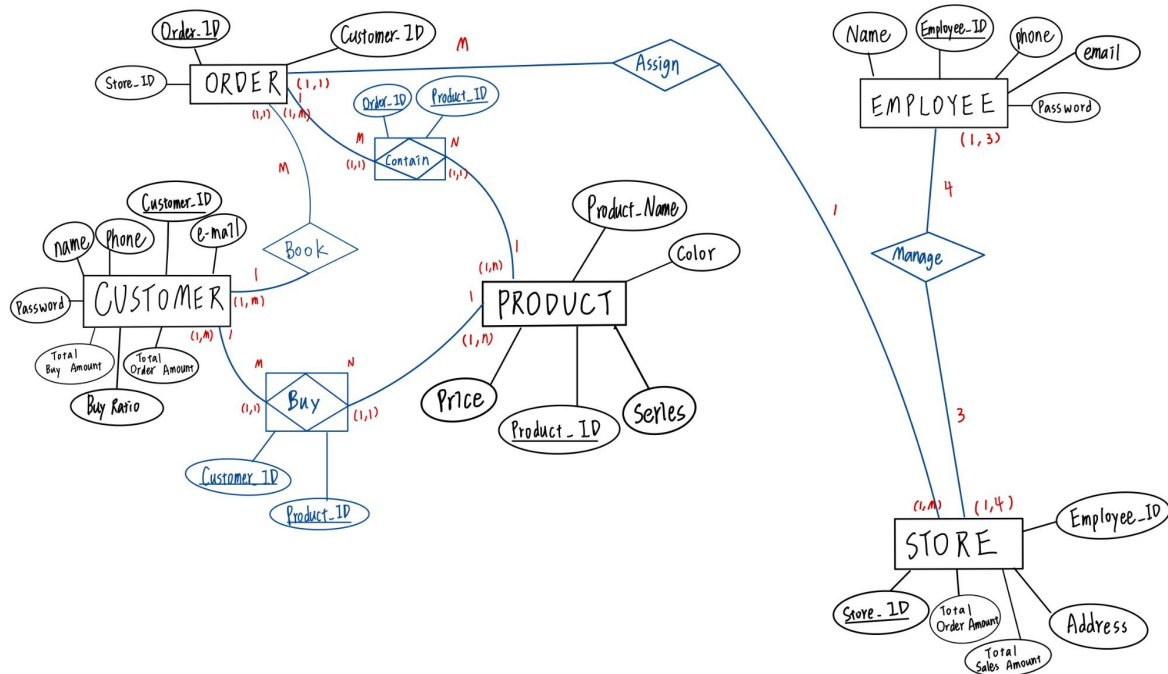 Order_ID
Customer_ID
Store_ID
ORDER
(1,1)
M
Assign
1
(1,1)
(1,M)
M
Order_ID
Product_ID
M
N
Contain
(1,1)
(1,1)
Name
Employee_ID
phone
email
EMPLOYEE
Password
(1,3)
4
Manage
3
1
Customer_ID
name
phone
e-mail
Book
1
Password
CUSTOMER
(1,M)
(1,M)
1
Total
Buy Amount
Total
Order Amount
Buy Ratio
Product_Name
Color
1
(1,n)
1
PRODUCT
(1,n)
Price
Product_ID
Series
M
N
Buy
(1,1)
(1,1)
Customer_ID
Product_ID
(1,M)
(1,4)
STORE
Employee_ID
Store_ID
Total
Order Amount
Total
Sales Amount
Address